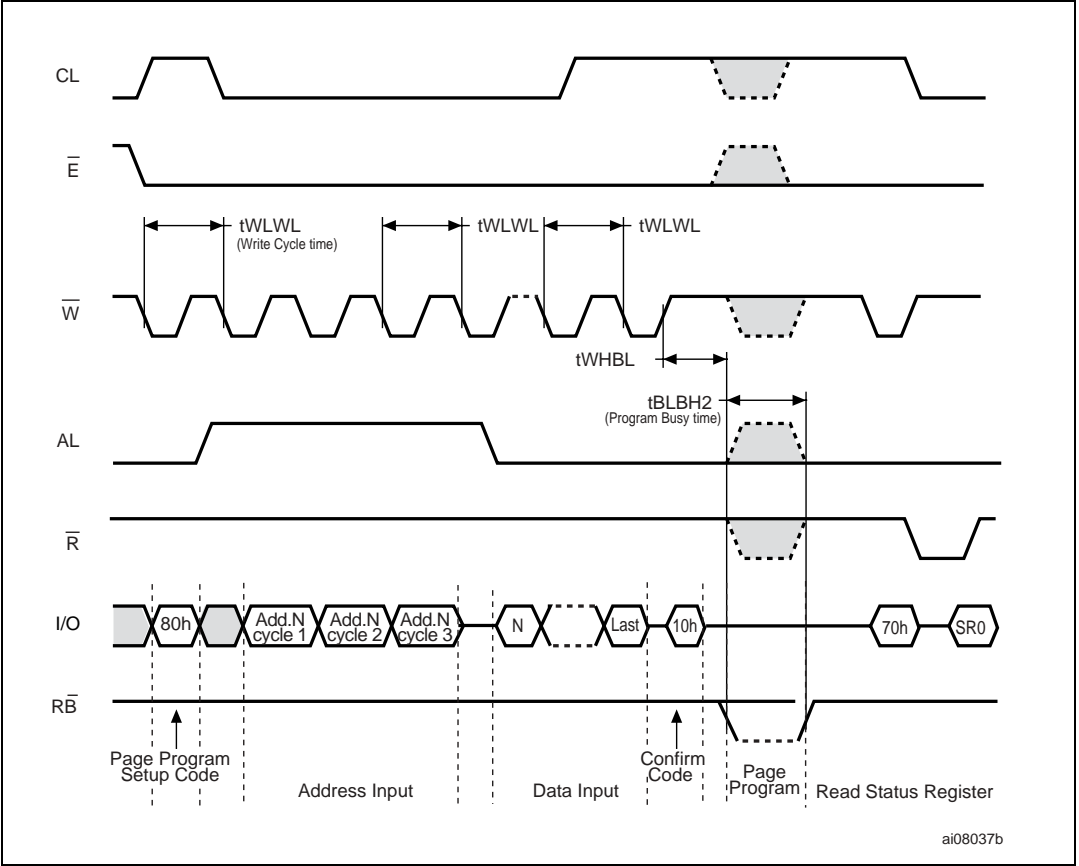 CL
E
tWLWL
(Write Cycle time)
tWLWL
tWLWL
W
tWHBL
tBLBH2
(Program Busy time)
AL
R
I/O
80h
Add.N
cycle 1
Add.N
cycle 2
Add.N
cycle 3
N
Last
10h
70h
SR0
RB
Page Program
Setup Code
Address Input
Data Input
Confirm
Code
Page
Program
Read Status Register
ai08037b